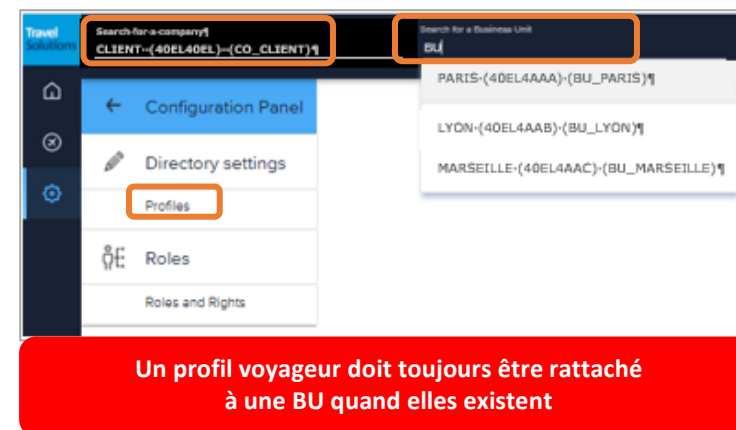 Travel
Solutions
Search·for·a·company¶
CLIENT··(40EL40EL)··(CO_CLIENT)¶
Search for a Business Unit
BU
PARIS·(40EL4AAA)·(BU_PARIS)¶
LYON·(40EL4AAB)·(BU_LYON)¶
MARSEILLE·(40EL4AAC)·(BU_MARSEILLE)¶
Configuration Panel
Directory settings
Profiles
Roles
Roles and Rights
Un profil voyageur doit toujours être rattaché
à une BU quand elles existent